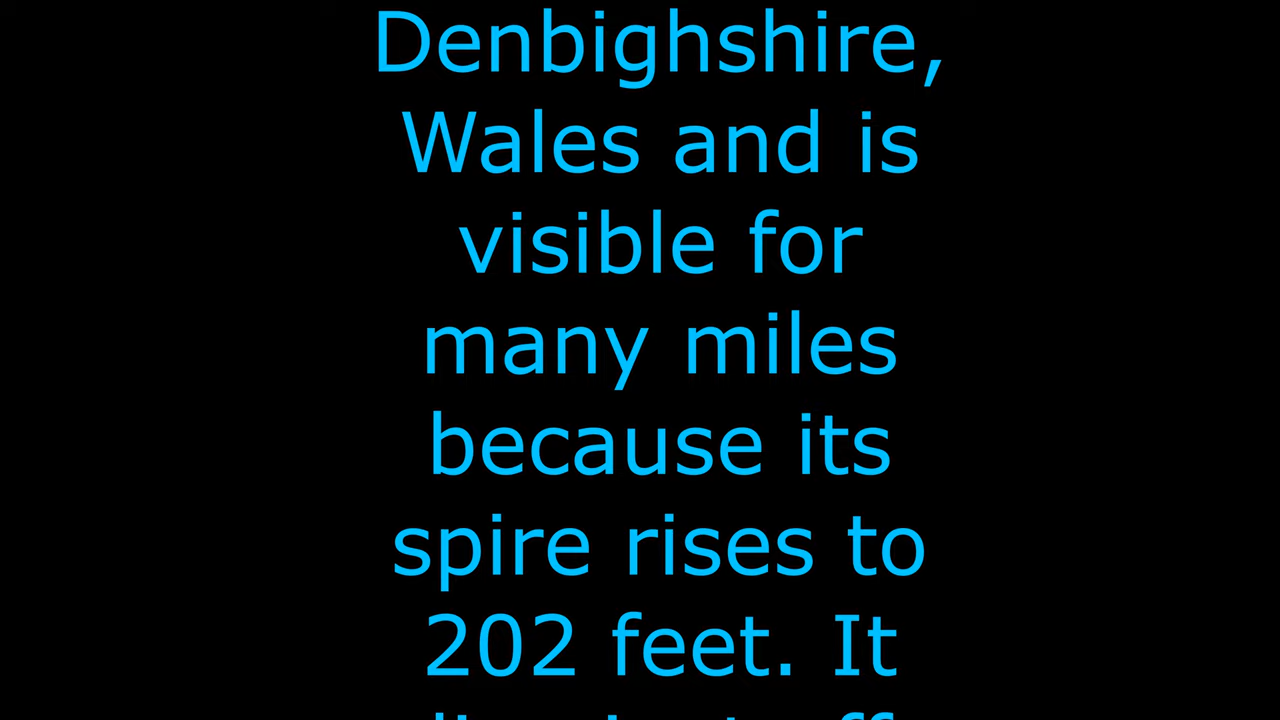 Denbighshire,
Wales and is
visible for
many miles
because its
spire rises to
202 feet. It